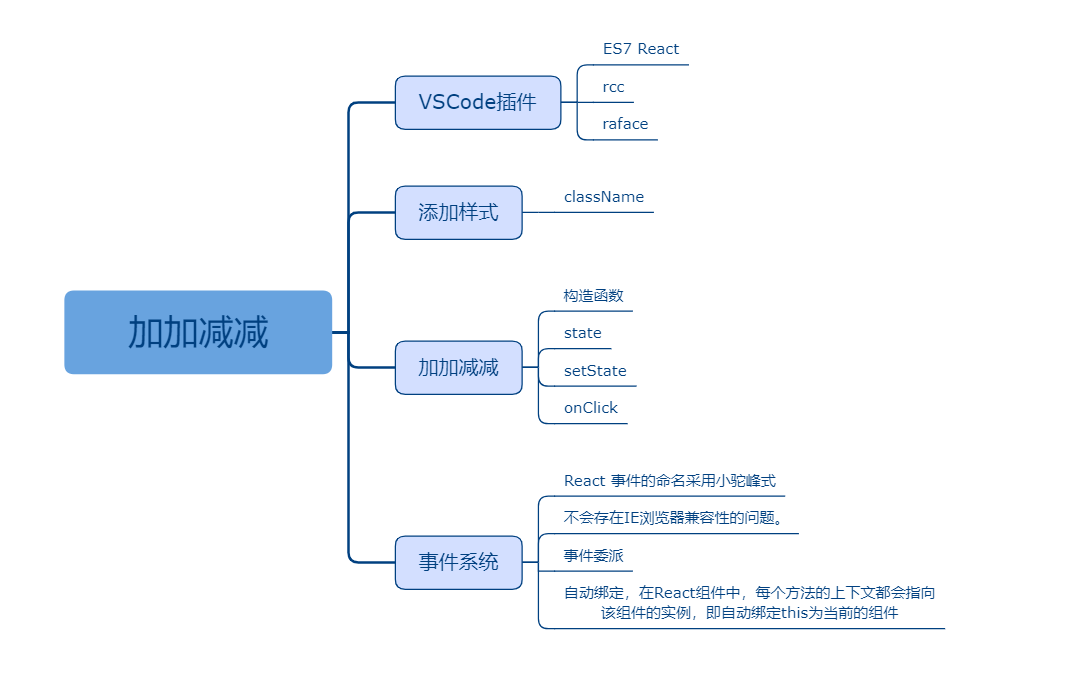 加加减减
VSCode插件
ES7 React
rcc
raface
添加样式
className
加加减减
构造函数
state
setState
onClick
事件系统
React 事件的命名采用小驼峰式
不会存在IE浏览器兼容性的问题。
事件委派
自动绑定，在React组件中，每个方法的上下文都会指向
该组件的实例，即自动绑定this为当前的组件